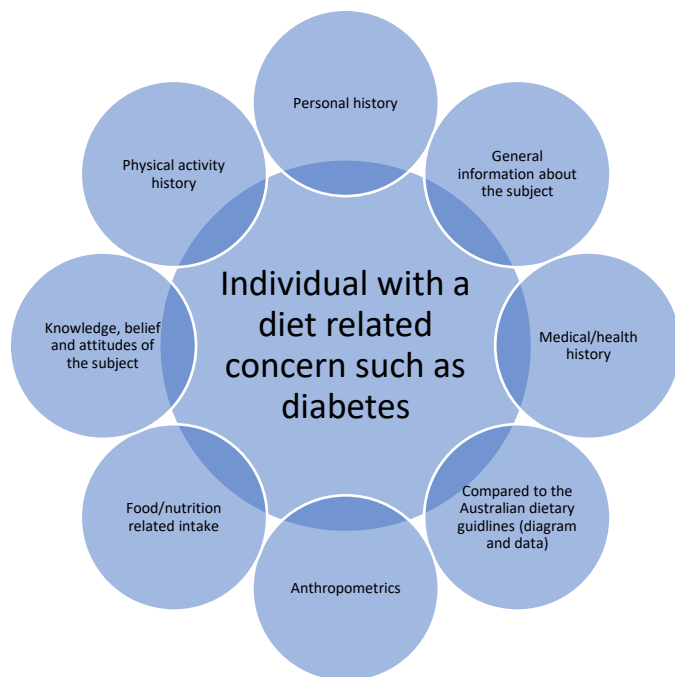 Personal history
General
information about
the subject
Medical/health
history
Compared to the
Australian dietary
guidlines (diagram
and data)
Anthropometrics
Food/nutrition
related intake
Knowledge, belief
and attitudes of
the subject
Physical activity
history
Individual with a
diet related
concern such as
diabetes